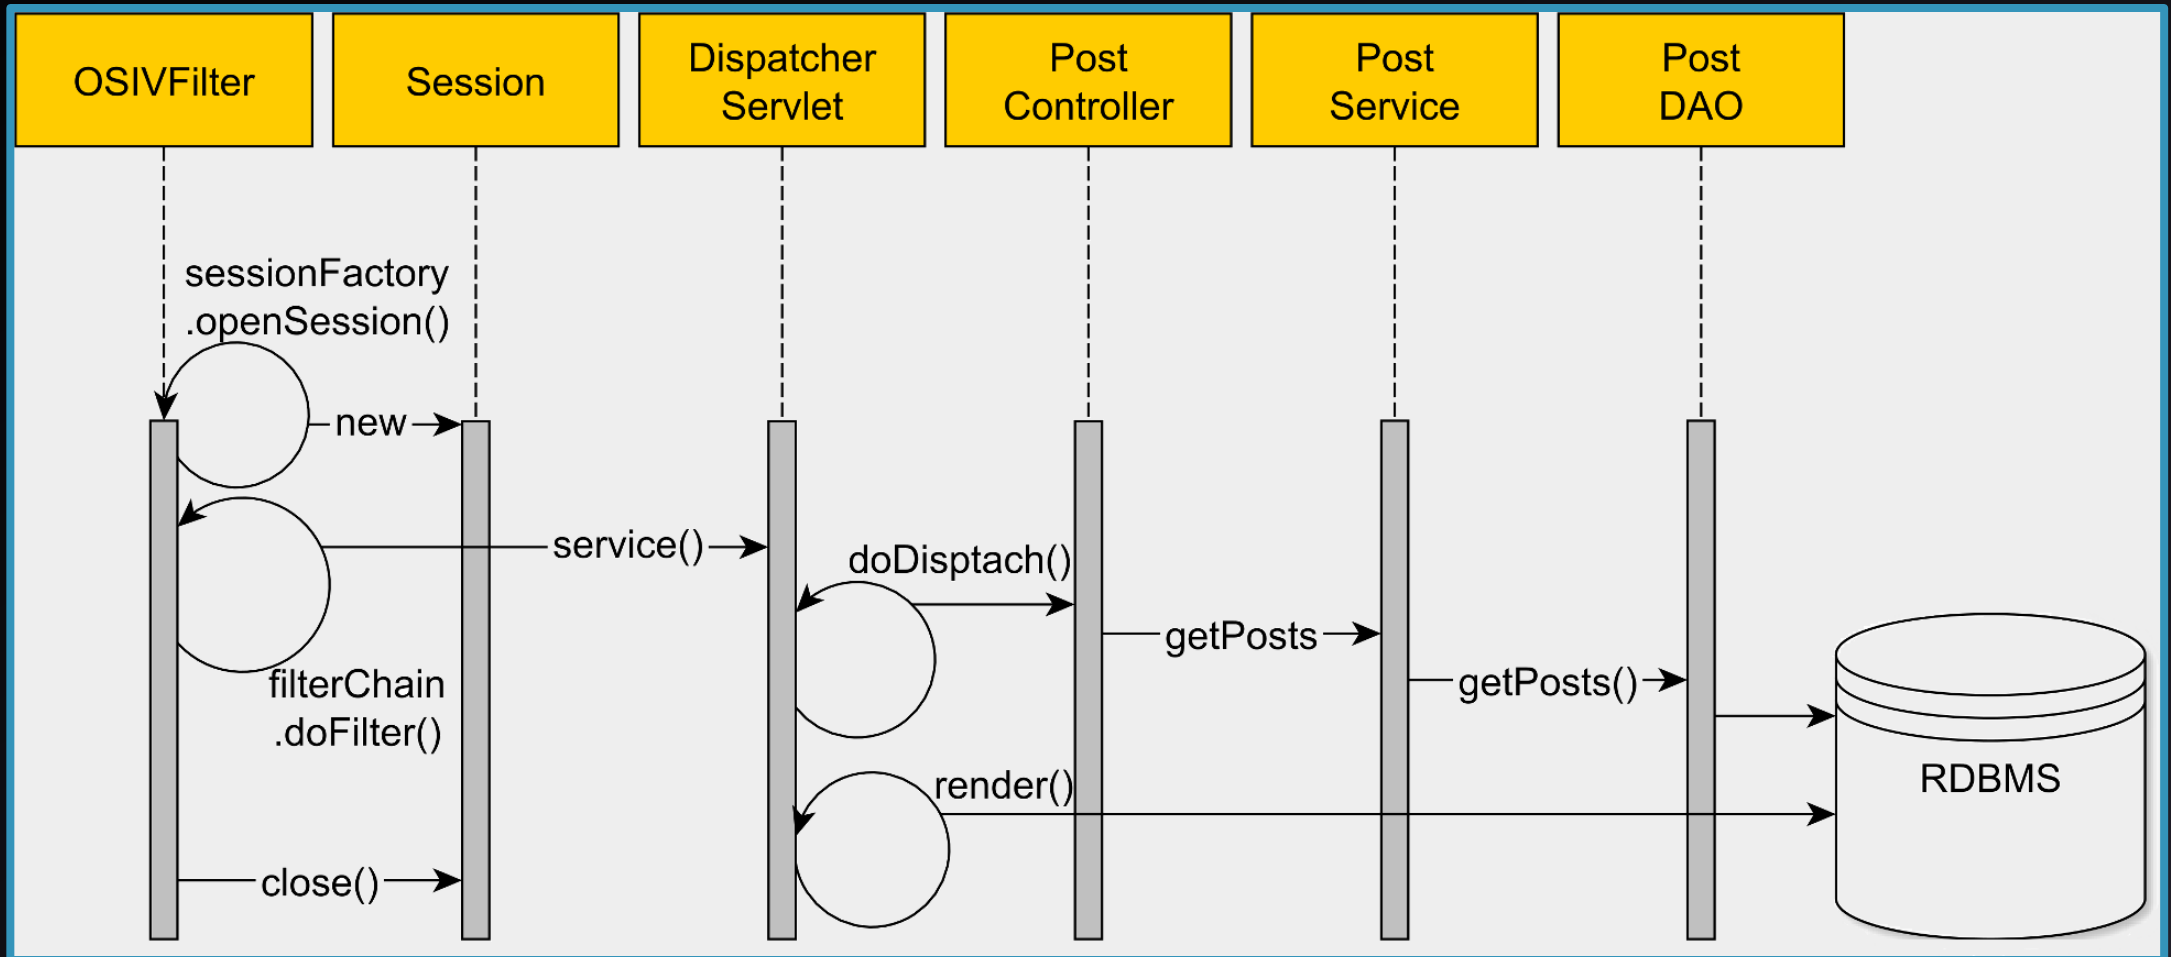 OSIVFilter
Session
Dispatcher
Servlet
Post
Controller
Post
Service
Post
DAO
sessionFactory
.openSession()
new
service()
doDisptach()
getPosts
getPosts()
filterChain
.doFilter()
render()
RDBMS
close()